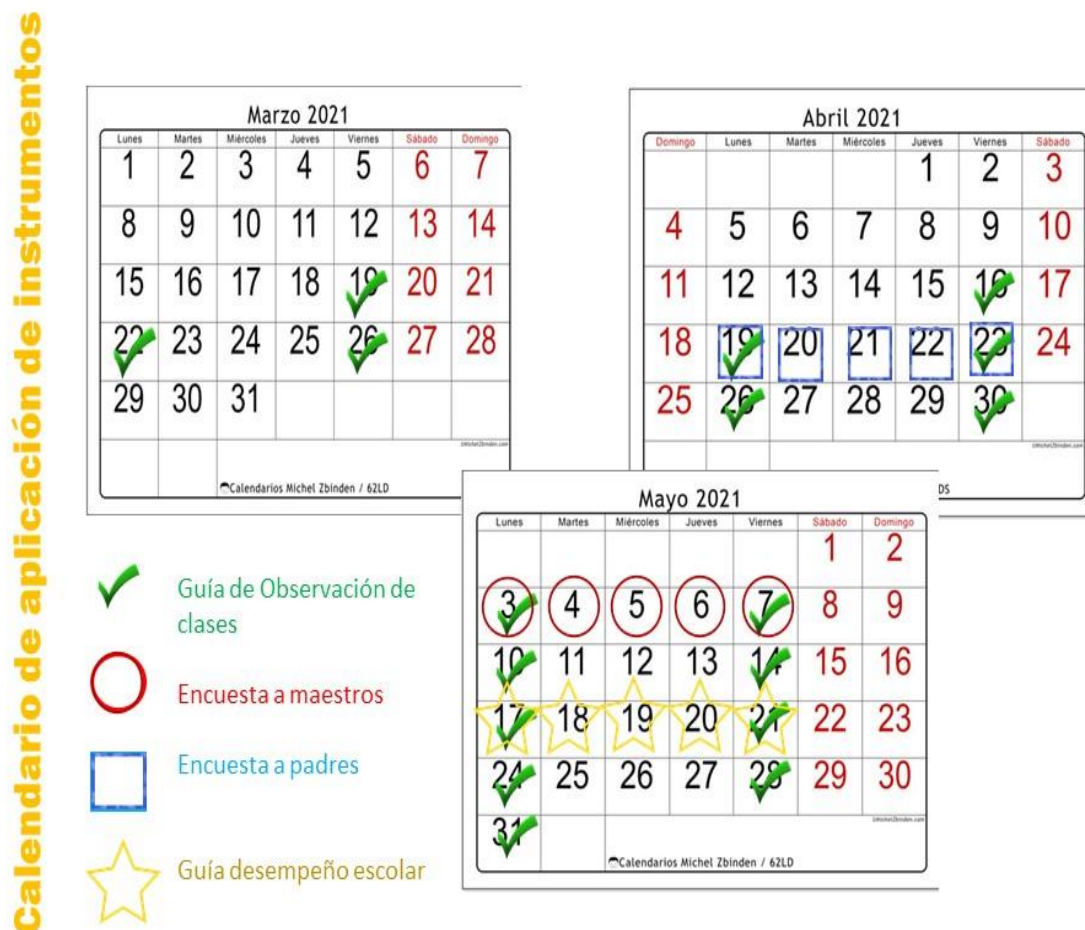 Calendario de aplicación de instrumentos
Marzo 2021
Lunes Martes Miércoles Jueves Viernes Sábado Domingo
1 2 3 4 5 6 7
8 9 10 11 12 13 14
15 16 17 18 19 20 21
22 23 24 25 26 27 28
29 30 31
Calendarios Michel Zbinden / 62LD
Abril 2021
Domingo Lunes Martes Miércoles Jueves Viernes Sábado
1 2 3
4 5 6 7 8 9 10
11 12 13 14 15 16 17
18 19 20 21 22 23 24
25 26 27 28 29 30
DS
Mayo 2021
Lunes Martes Miércoles Jueves Viernes Sábado Domingo
1 2
3 4 5 6 7 8 9
10 11 12 13 14 15 16
17 18 19 20 21 22 23
24 25 26 27 28 29 30
31
Calendarios Michel Zbinden / 62LD
Guía de Observación de
clases
Encuesta a maestros
Encuesta a padres
Guía desempeño escolar